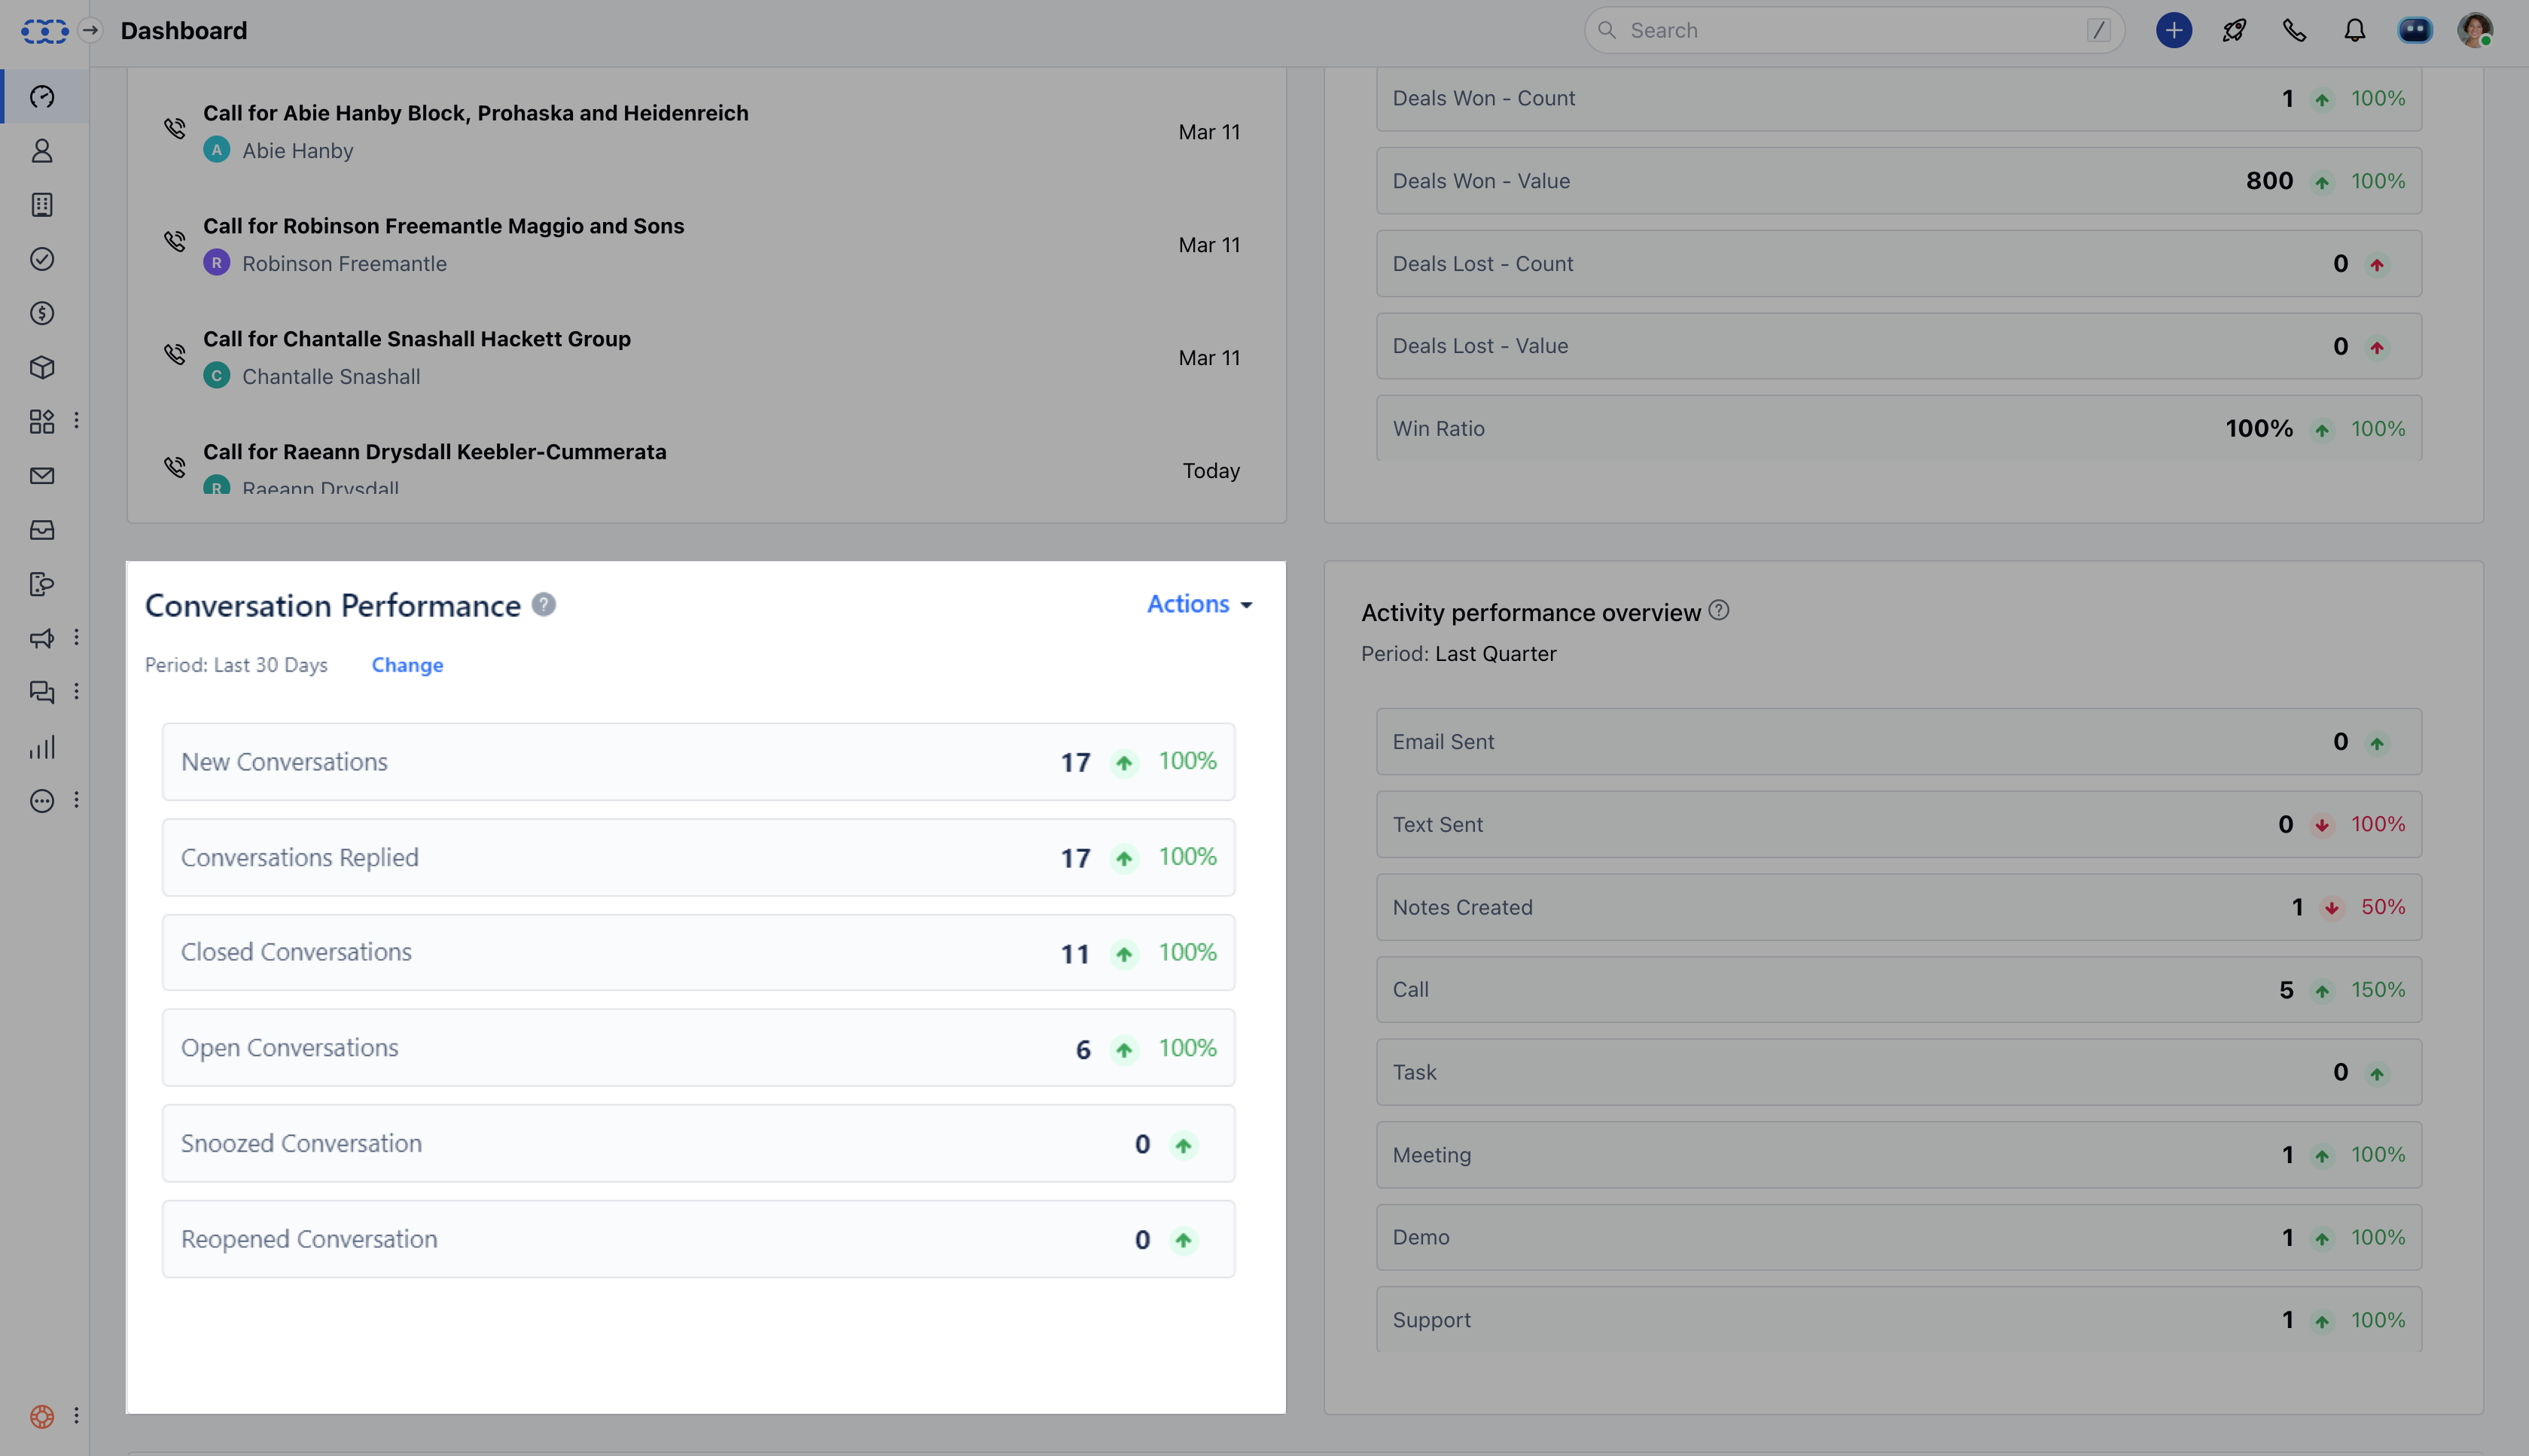 Dashboard
Search /
Call for Abie Hanby Block, Prohaska and Heidenreich
A Abie Hanby
Mar 11
Call for Robinson Freemantle Maggio and Sons
R Robinson Freemantle
Mar 11
Call for Chantalle Snashall Hackett Group
C Chantalle Snashall
Mar 11
Call for Raeann Drysdall Keebler-Cummerata
R Raeann Drysdall
Today
Deals Won - Count 1 100%
Deals Won - Value 800 100%
Deals Lost - Count 0
Deals Lost - Value 0
Win Ratio 100% 100%
Conversation Performance ?
Actions
Period: Last 30 Days Change
New Conversations 17 100%
Conversations Replied 17 100%
Closed Conversations 11 100%
Open Conversations 6 100%
Snoozed Conversation 0
Reopened Conversation 0
Activity performance overview ?
Period: Last Quarter
Email Sent 0
Text Sent 0 100%
Notes Created 1 50%
Call 5 150%
Task 0
Meeting 1 100%
Demo 1 100%
Support 1 100%